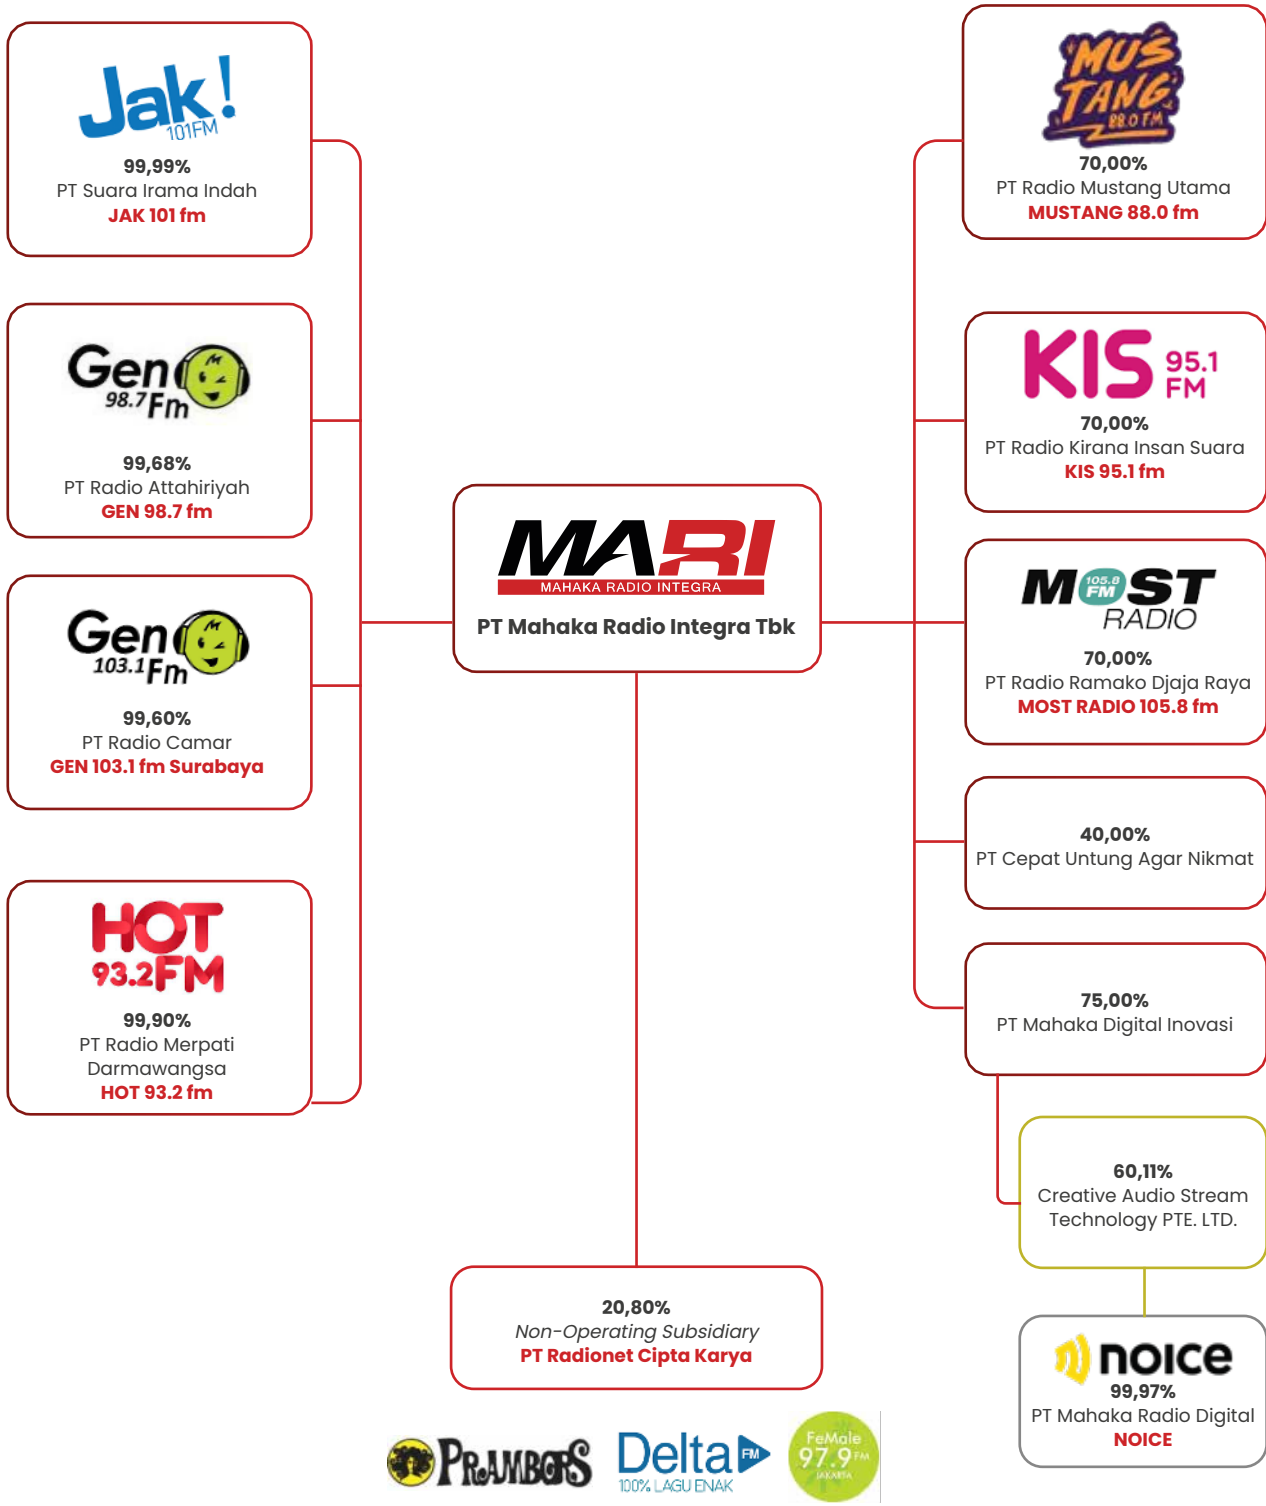 Jak!
101FM
99,99%
PT Suara Irama Indah
JAK 101 fm
Gen
98.7 Fm
99,68%
PT Radio Attahiriyah
GEN 98.7 fm
Gen
103.1 Fm
99,60%
PT Radio Camar
GEN 103.1 fm Surabaya
HOT
93.2FM
99,90%
PT Radio Merpati
Darmawangsa
HOT 93.2 fm
MARI
MAHAKA RADIO INTEGRA
PT Mahaka Radio Integra Tbk
20,80%
Non-Operating Subsidiary
PT Radionet Cipta Karya
PRAMBORS
Delta FM
100% LAGU ENAK
FeMale
97.9 FM
JAKARTA
MUS
TANG
88.0 FM
70,00%
PT Radio Mustang Utama
MUSTANG 88.0 fm
KIS 95.1
FM
70,00%
PT Radio Kirana Insan Suara
KIS 95.1 fm
MOST
105.8
FM
RADIO
70,00%
PT Radio Ramako Djaja Raya
MOST RADIO 105.8 fm
40,00%
PT Cepat Untung Agar Nikmat
75,00%
PT Mahaka Digital Inovasi
60,11%
Creative Audio Stream
Technology PTE. LTD.
noice
99,97%
PT Mahaka Radio Digital
NOICE